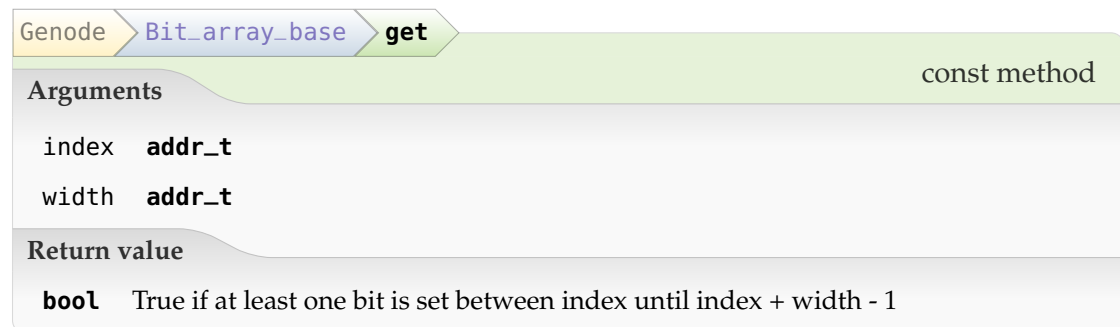 Genode Bit_array_base get
const method
Arguments
index addr_t
width addr_t
Return value
bool True if at least one bit is set between index until index + width - 1